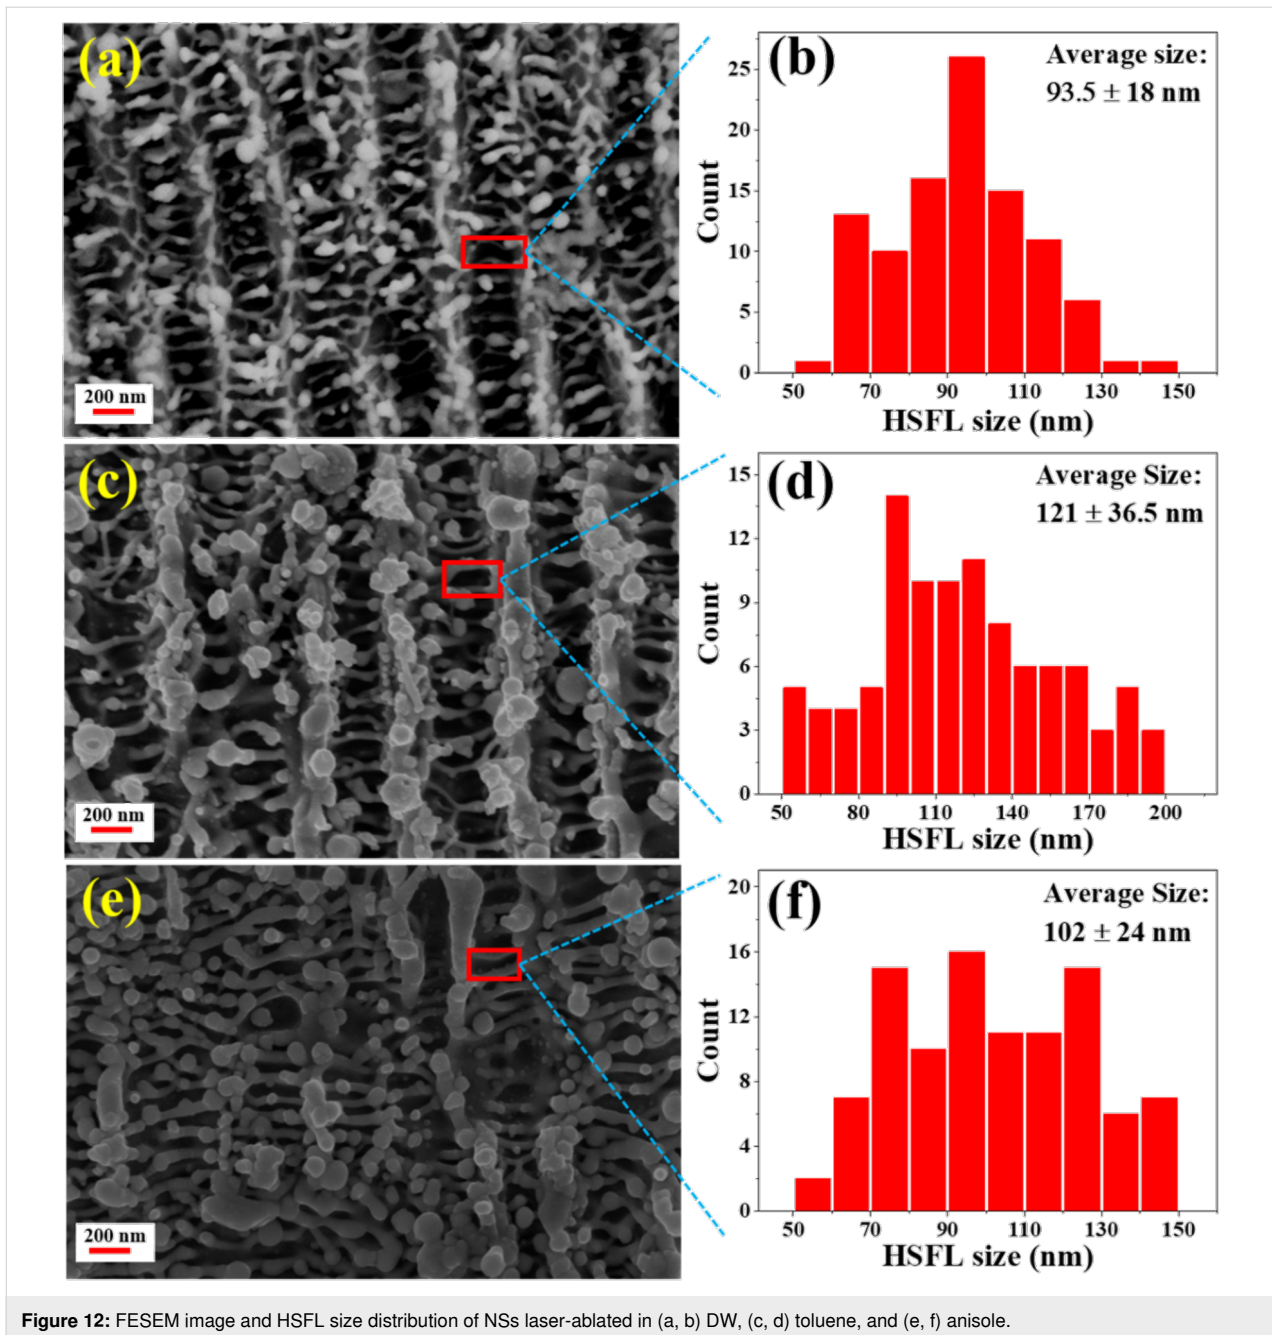 (a)
200 nm
(b)
Average size:
93.5 ± 18 nm
Count
25
20
15
10
5
0
50 70 90 110 130 150
HSFL size (nm)
(c)
200 nm
(d)
Average Size:
121 ± 36.5 nm
Count
15
12
9
6
3
0
50 80 110 140 170 200
HSFL size (nm)
(e)
200 nm
(f)
Average Size:
102 ± 24 nm
Count
20
16
12
8
4
0
50 70 90 110 130 150
HSFL size (nm)
Figure 12: FESEM image and HSFL size distribution of NSs laser-ablated in (a, b) DW, (c, d) toluene, and (e, f) anisole.